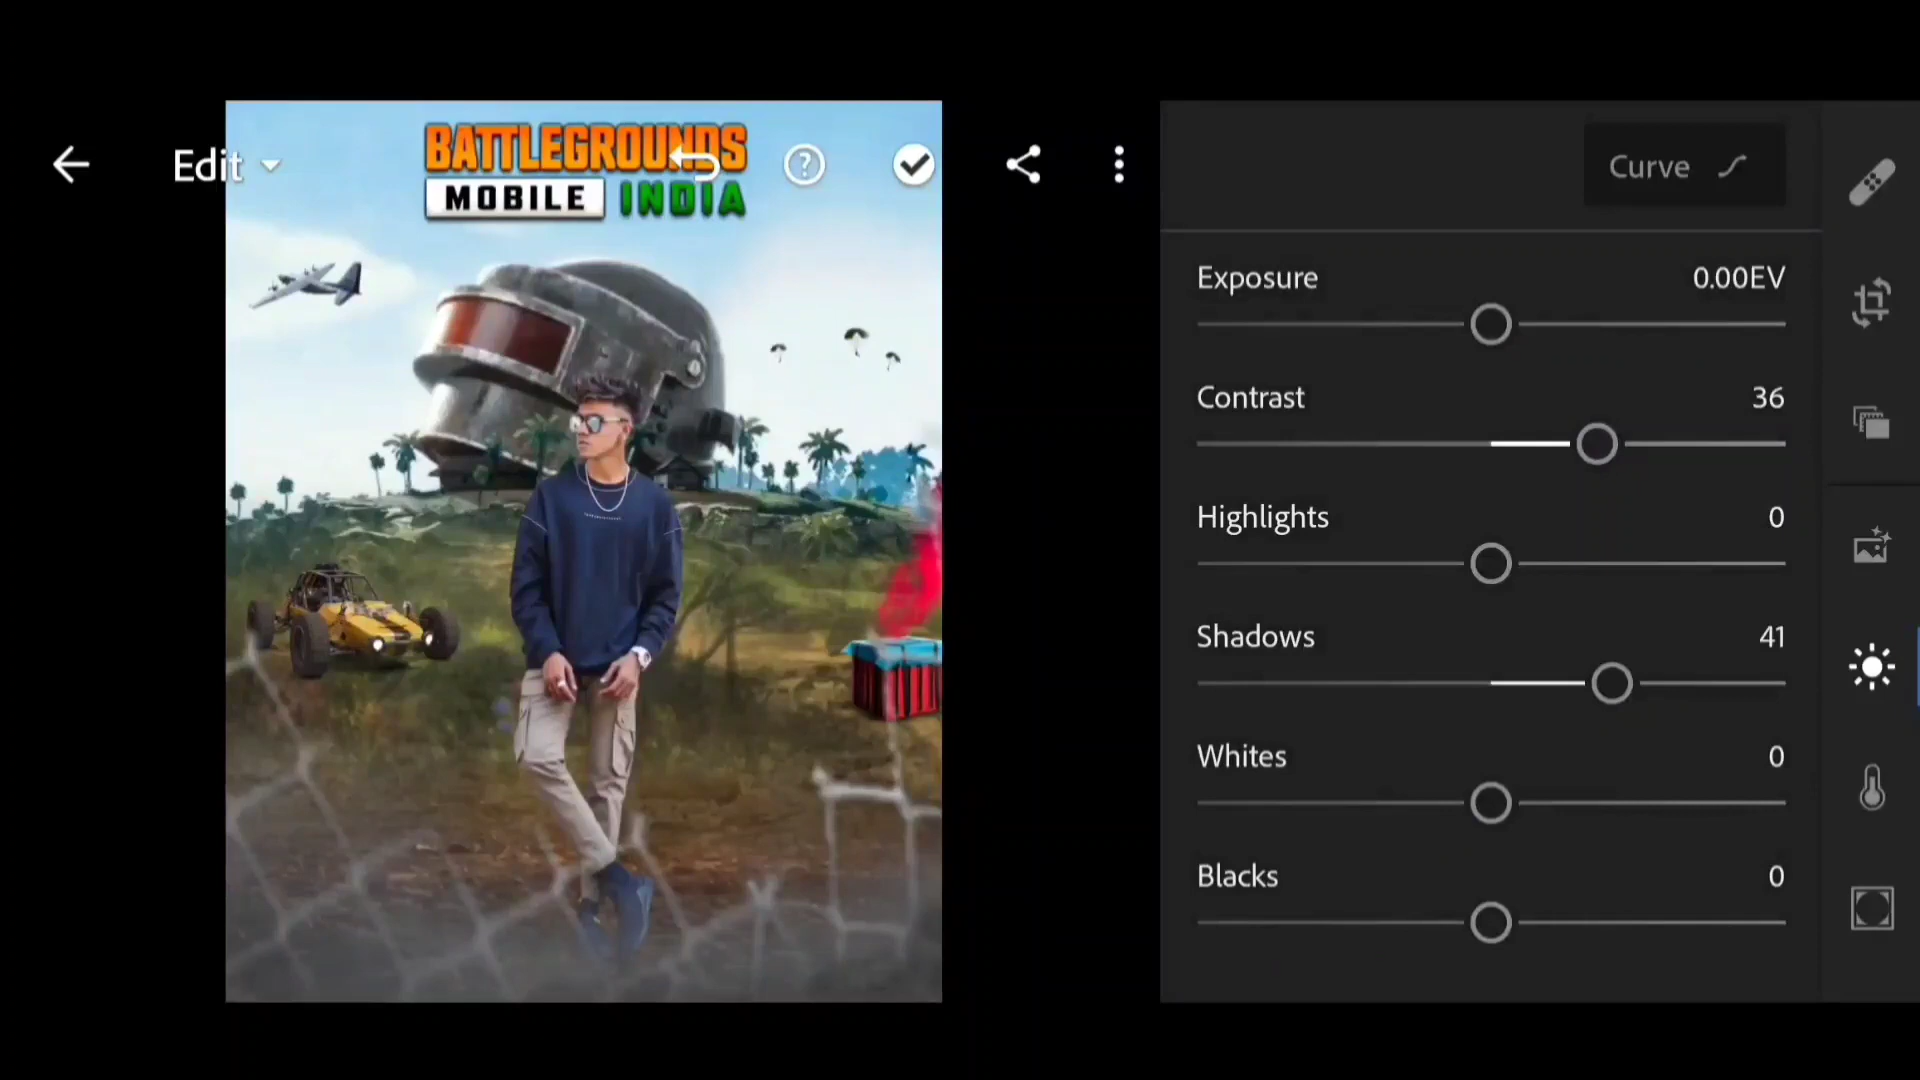 Edit
BATTLEGROUNDS
MOBILE INDIA
Curve
Exposure 0.00EV
Contrast 36
Highlights 0
Shadows 41
Whites 0
Blacks 0